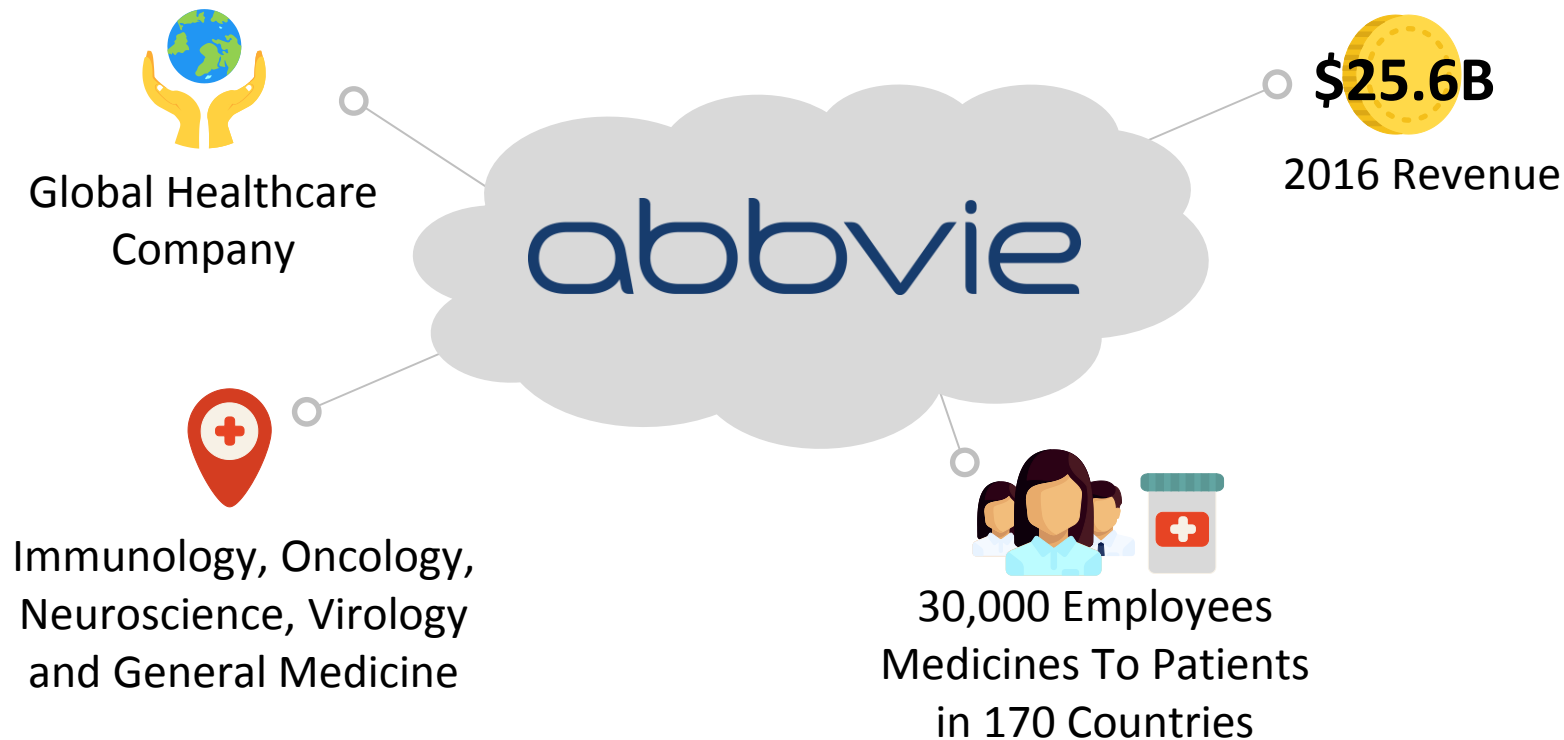 Global Healthcare
Company
abbvie
$25.6B
2016 Revenue
Immunology, Oncology,
Neuroscience, Virology
and General Medicine
30,000 Employees
Medicines To Patients
in 170 Countries